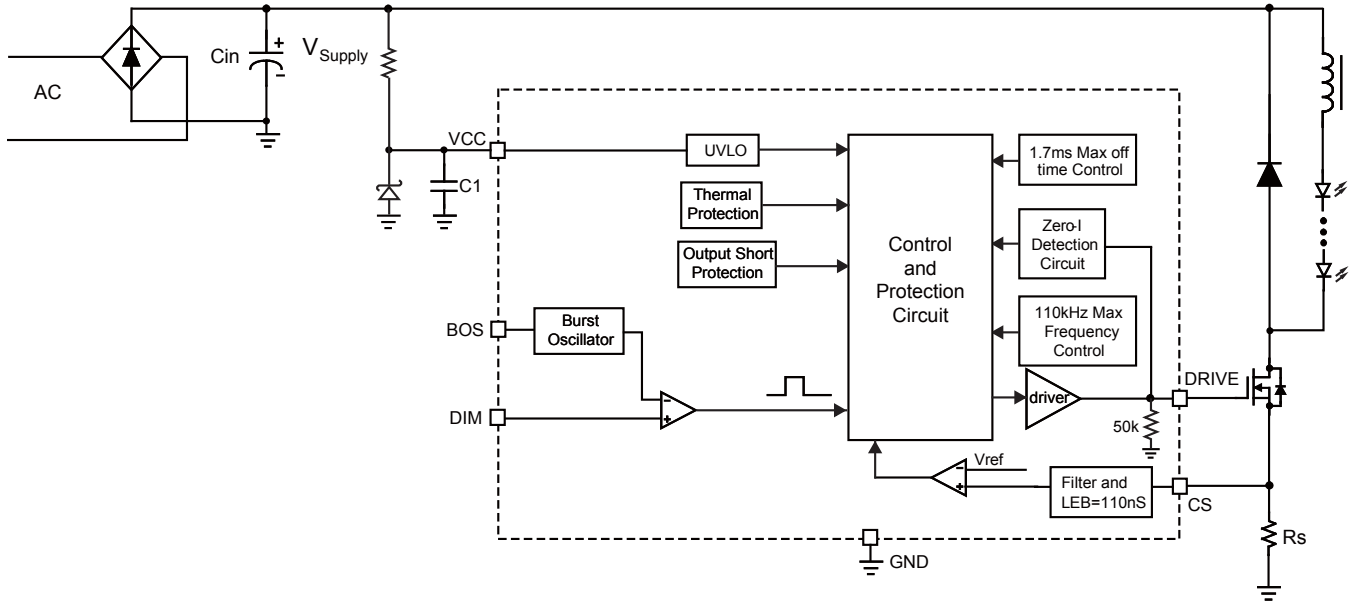 AC
Cin
+
-
VSupply
VCC
C1
UVLO
Thermal
Protection
Output Short
Protection
BOS
Burst
Oscillator
DIM
-
+
Control
and
Protection
Circuit
1.7ms Max off
time Control
Zero-I
Detection
Circuit
110kHz Max
Frequency
Control
driver
DRIVE
50k
Vref
-
+
Filter and
LEB=110nS
CS
Rs
GND